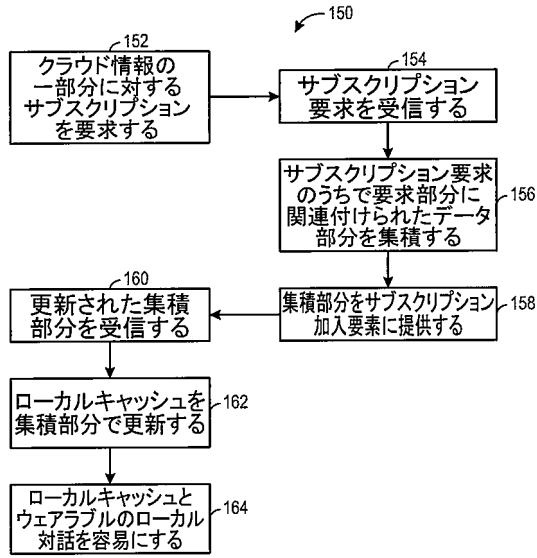 150
152
クラウド情報の
一部分に対する
サブスクリプション
を要求する
154
サブスクリプション
要求を受信する
サブスクリプション要求
のうちで要求部分に
関連付けられたデータ
部分を集積する
156
集積部分をサブスクリプション
加入要素に提供する
158
160
更新された集積
部分を受信する
ローカルキャッシュを
集積部分で更新する
162
ローカルキャッシュと
ウェアラブルのローカル
対話を容易にする
164